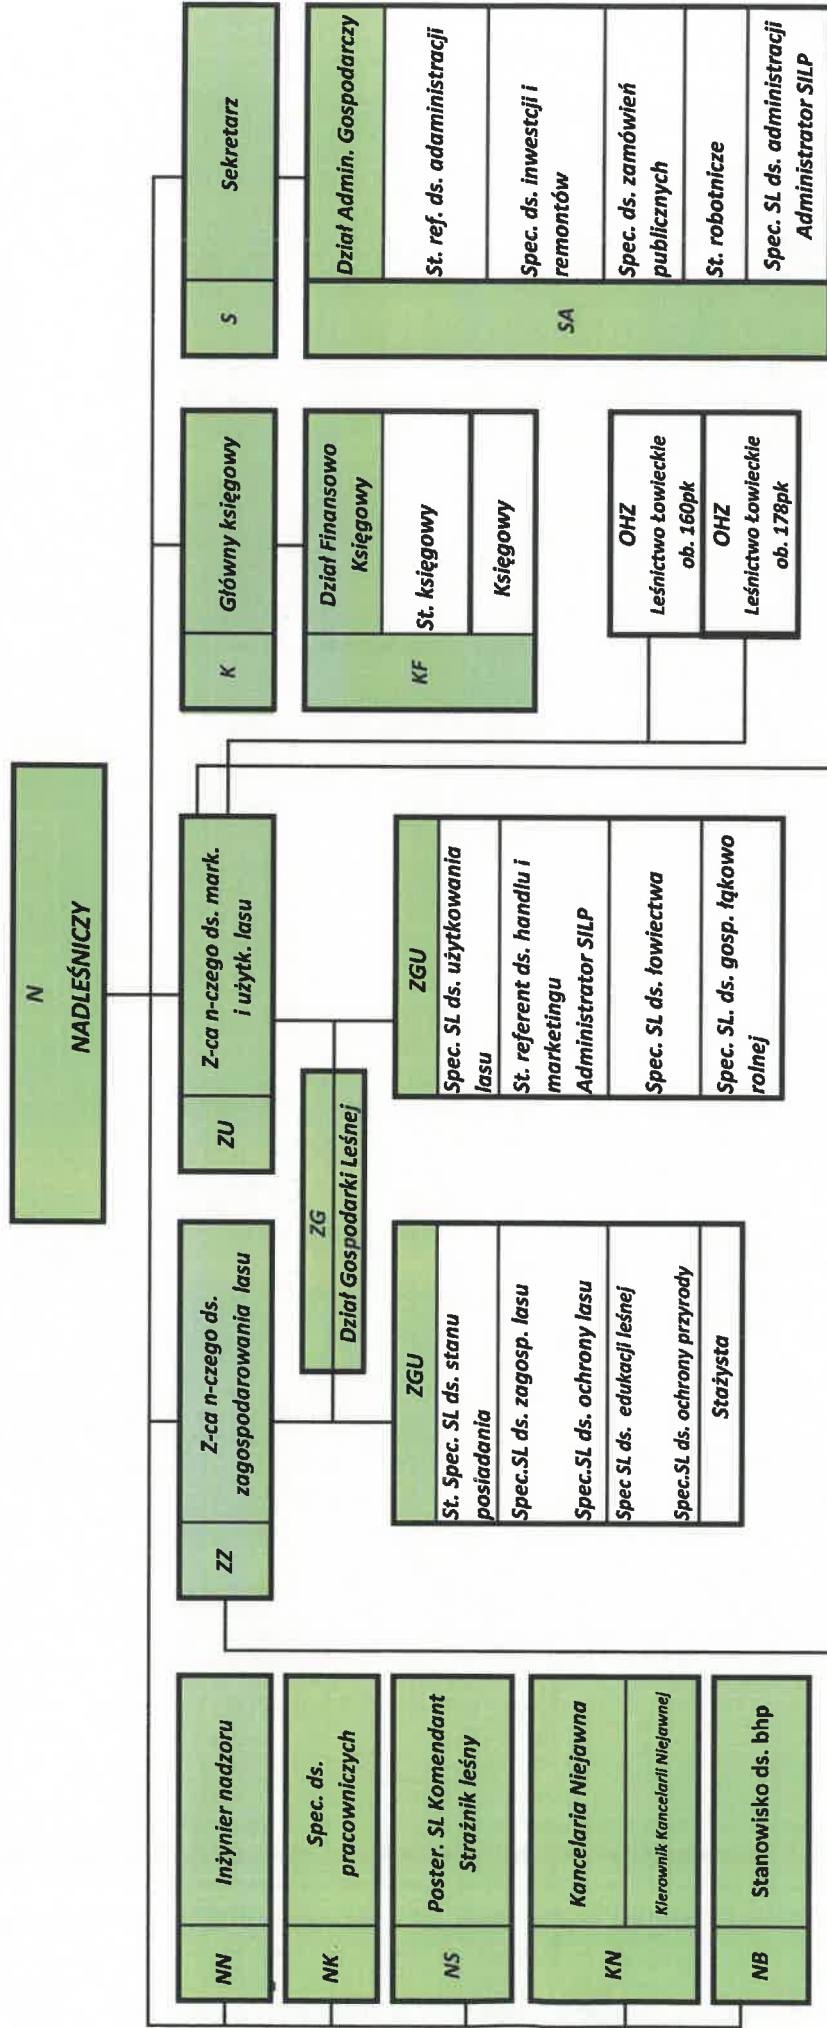 N
NADLEŚNICZY
NN
Inżynier nadzoru
NK
Spec. ds.
pracowniczych
NS
Poster. SL Komendant
Strażnik leśny
KN
Kancelaria Niejawna
Kierownik Kancelarii Niejawnej
NB
Stanowisko ds. bhp
ZZ
Z-ca n-czego ds.
zagospodarowania lasu
ZU
Z-ca n-czego ds. mark.
i użytk. lasu
ZG
Dział Gospodarki Leśnej
ZGU
St. Spec. SL ds. stanu
posiadania
Spec.SL ds. zagosp. lasu
Spec.SL ds. ochrony lasu
Spec SL ds. edukacji leśnej
Spec.SL ds. ochrony przyrody
Stażysta
ZGU
Spec. SL ds. użytkowania
lasu
St. referent ds. handlu i
marketingu
Administrator SILP
Spec. SL ds. łowiectwa
Spec. SL. ds. gosp. łąkowo
rolnej
K
Główny księgowy
KF
Dział Finansowo
Księgowy
St. księgowy
Księgowy
OHZ
Leśnictwo Łowieckie
ob. 160pk
OHZ
Leśnictwo Łowieckie
ob. 178pk
S
Sekretarz
SA
Dział Admin. Gospodarczy
St. ref. ds. adaministracji
Spec. ds. inwestcji i
remontów
Spec. ds. zamówień
publicznych
St. robotnicze
Spec. SL ds. administracji
Administrator SILP